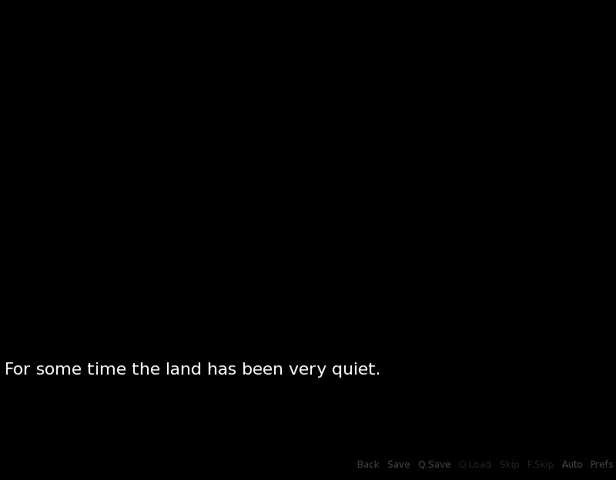 For some time the land has been very quiet.
Back Save Q.Save Q.Load Skip F.Skip Auto Prefs